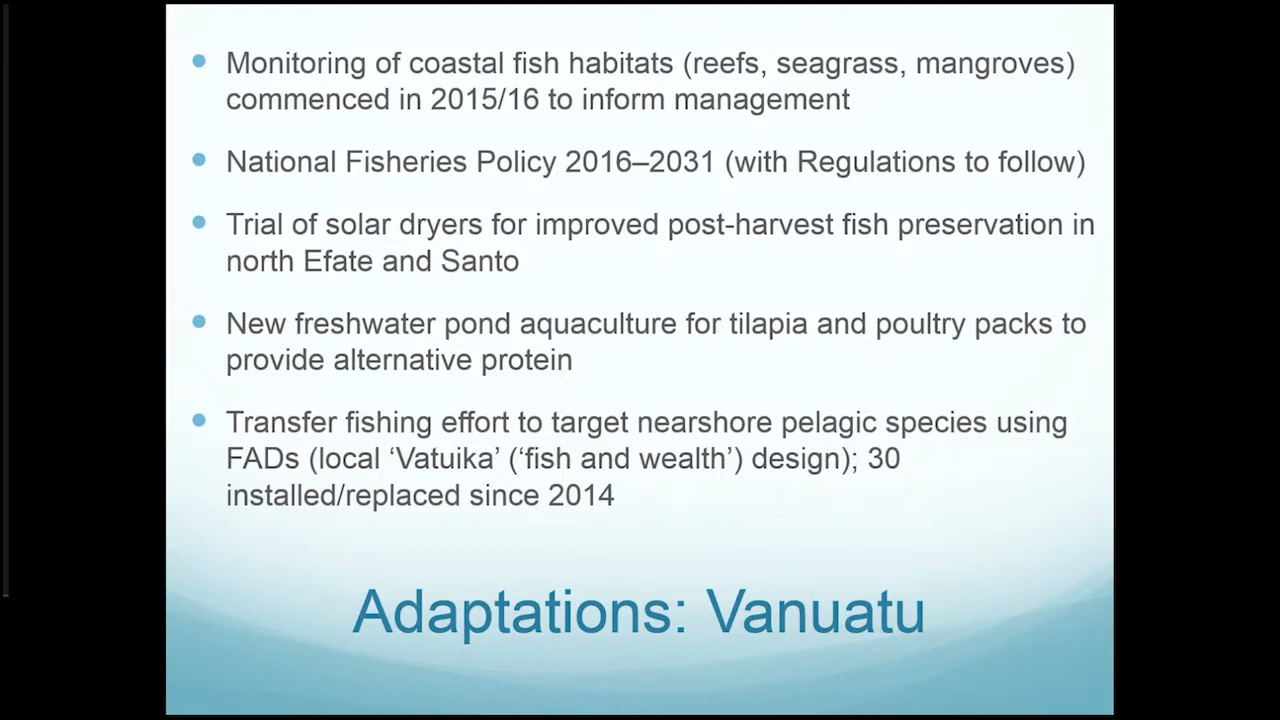 Monitoring of coastal fish habitats (reefs, seagrass, mangroves)
commenced in 2015/16 to inform management
National Fisheries Policy 2016–2031 (with Regulations to follow)
Trial of solar dryers for improved post-harvest fish preservation in
north Efate and Santo
New freshwater pond aquaculture for tilapia and poultry packs to
provide alternative protein
Transfer fishing effort to target nearshore pelagic species using
FADs (local ‘Vatuika’ (‘fish and wealth’) design); 30
installed/replaced since 2014
Adaptations: Vanuatu